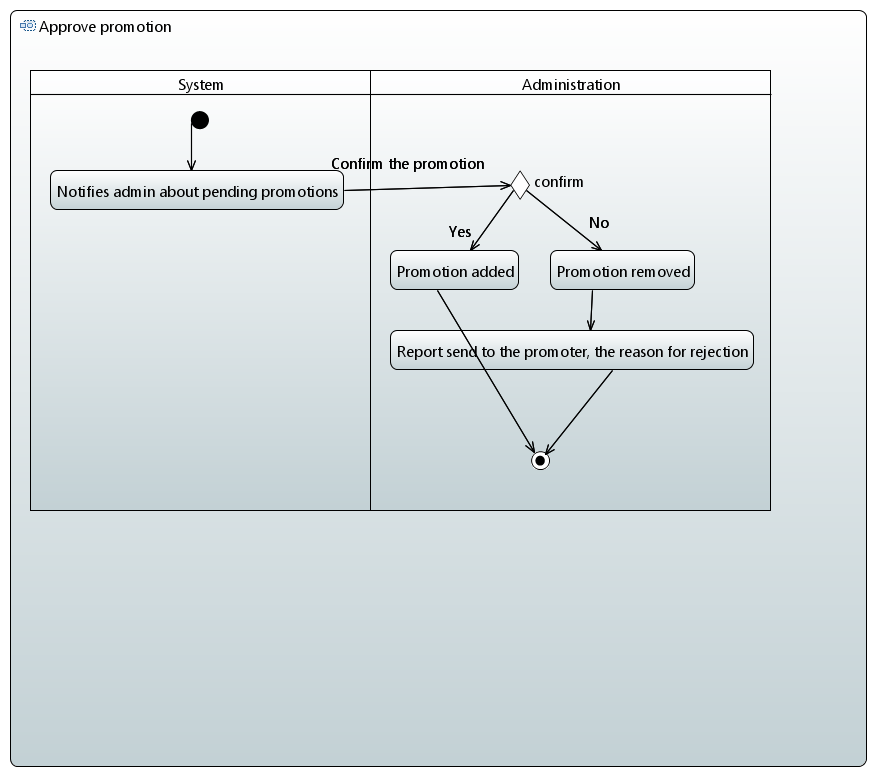 Approve promotion
System
Administration
Confirm the promotion
confirm
Notifies admin about pending promotions
Yes
No
Promotion added
Promotion removed
Report send to the promoter, the reason for rejection